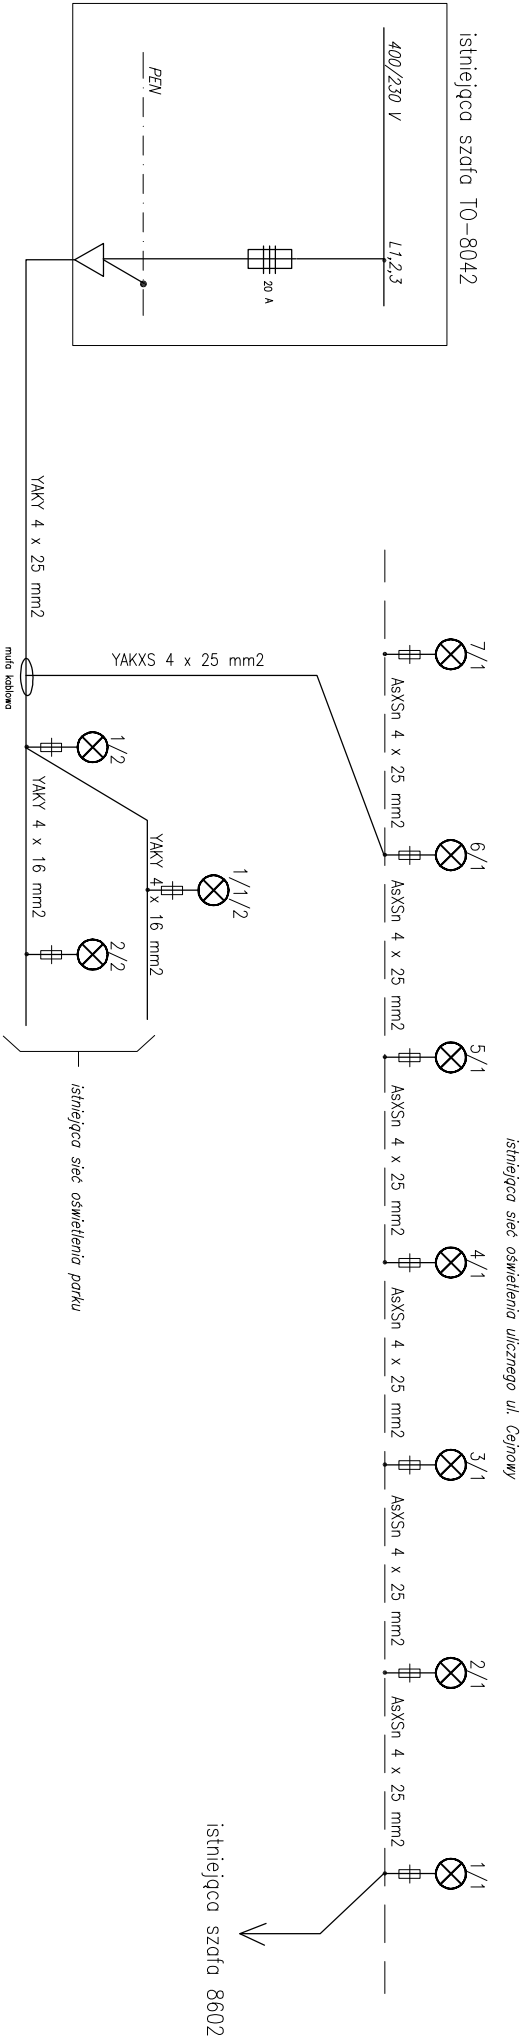 istniejąca szafa TO-8042
400/230 V
L1,2,3
PEN
20 A
YAKY 4 x 25 mm2
mufa kablowa
YAKXS 4 x 25 mm2
1/2
YAKY 4 x 16 mm2
1/1/2
YAKY 4 x 16 mm2
2/2
istniejąca sieć oświetlenia parku
istniejąca sieć oświetlenia ulicznego ul. Cejnowy
7/1
AsXSn 4 x 25 mm2
6/1
AsXSn 4 x 25 mm2
5/1
AsXSn 4 x 25 mm2
4/1
AsXSn 4 x 25 mm2
3/1
AsXSn 4 x 25 mm2
2/1
AsXSn 4 x 25 mm2
1/1
istniejąca szafa 8602